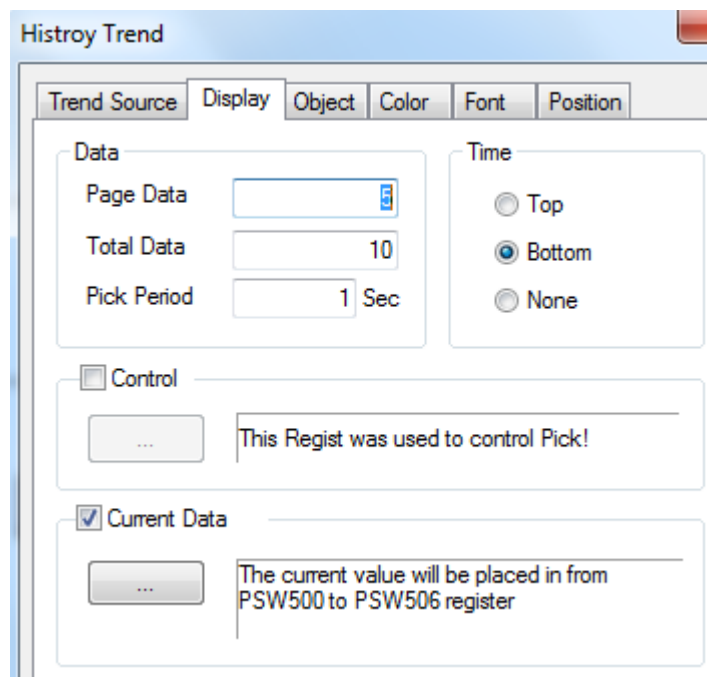 Histroy Trend
Trend Source Display Object Color Font Position
Data
Page Data 5
Total Data 10
Pick Period 1 Sec
Time
Top
Bottom
None
Control
...
This Regist was used to control Pick!
Current Data
...
The current value will be placed in from
PSW500 to PSW506 register